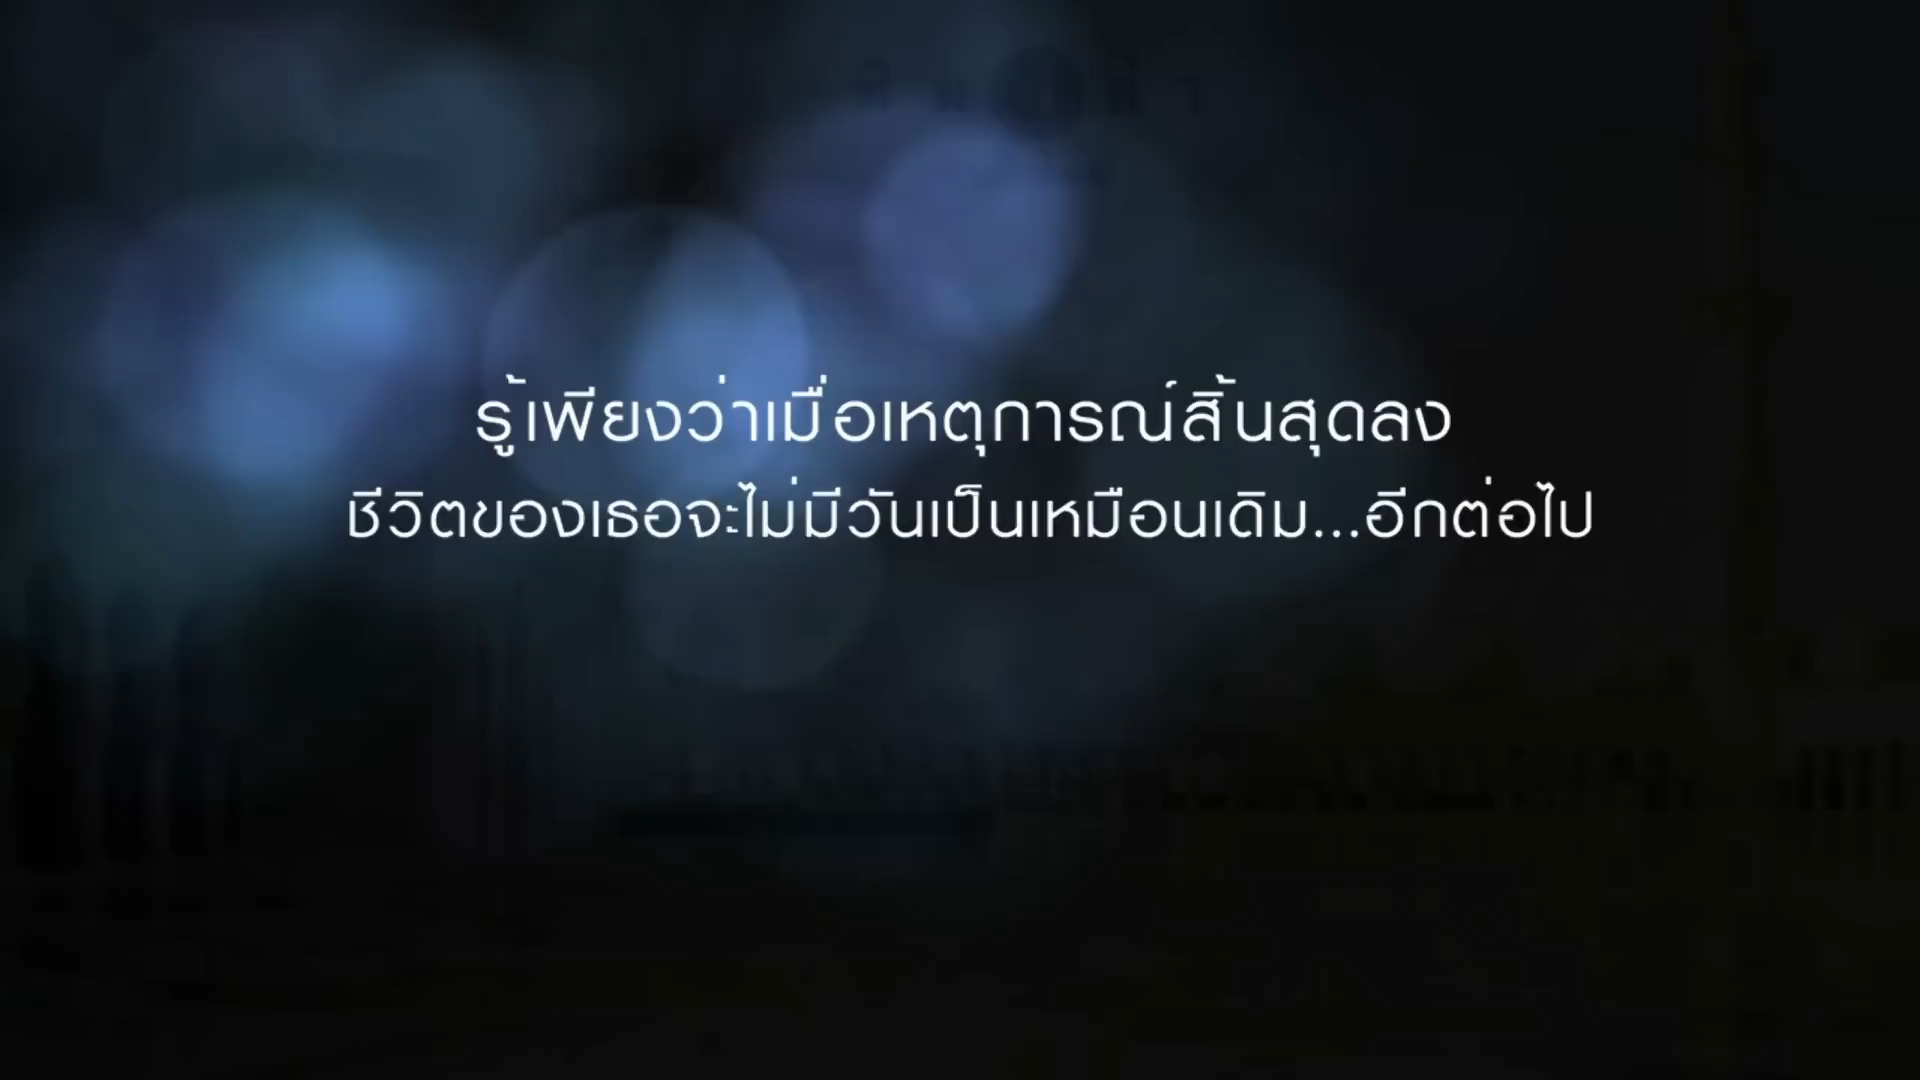 รู้เพียงว่าเมื่อเหตุการณ์สิ้นสุดลง
ชีวิตของเธอจะไม่มีวันเป็นเหมือนเดิม...อีกต่อไป